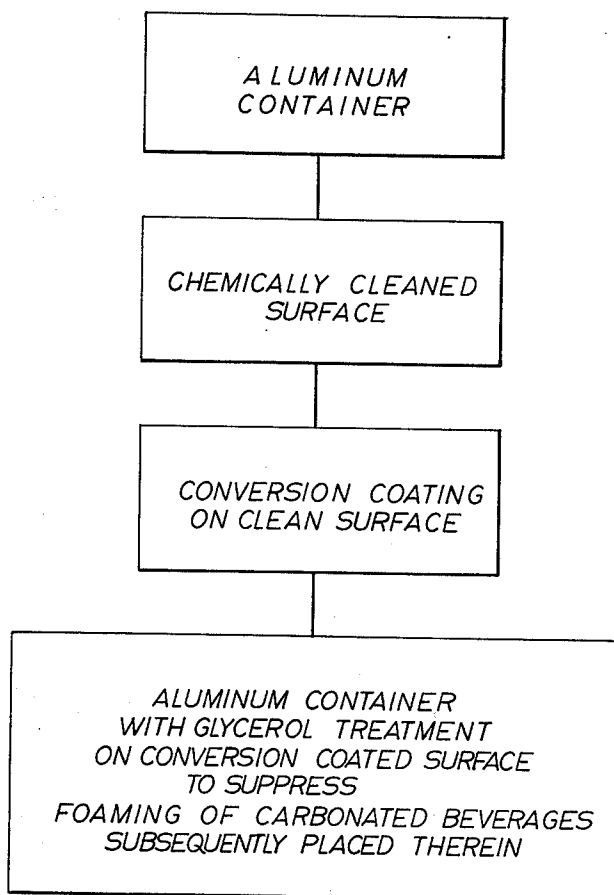 ALUMINUM
CONTAINER
CHEMICALLY CLEANED
SURFACE
CONVERSION COATING
ON CLEAN SURFACE
ALUMINUM CONTAINER
WITH GLYCEROL TREATMENT
ON CONVERSION COATED SURFACE
TO SUPPRESS
FOAMING OF CARBONATED BEVERAGES
SUBSEQUENTLY PLACED THEREIN